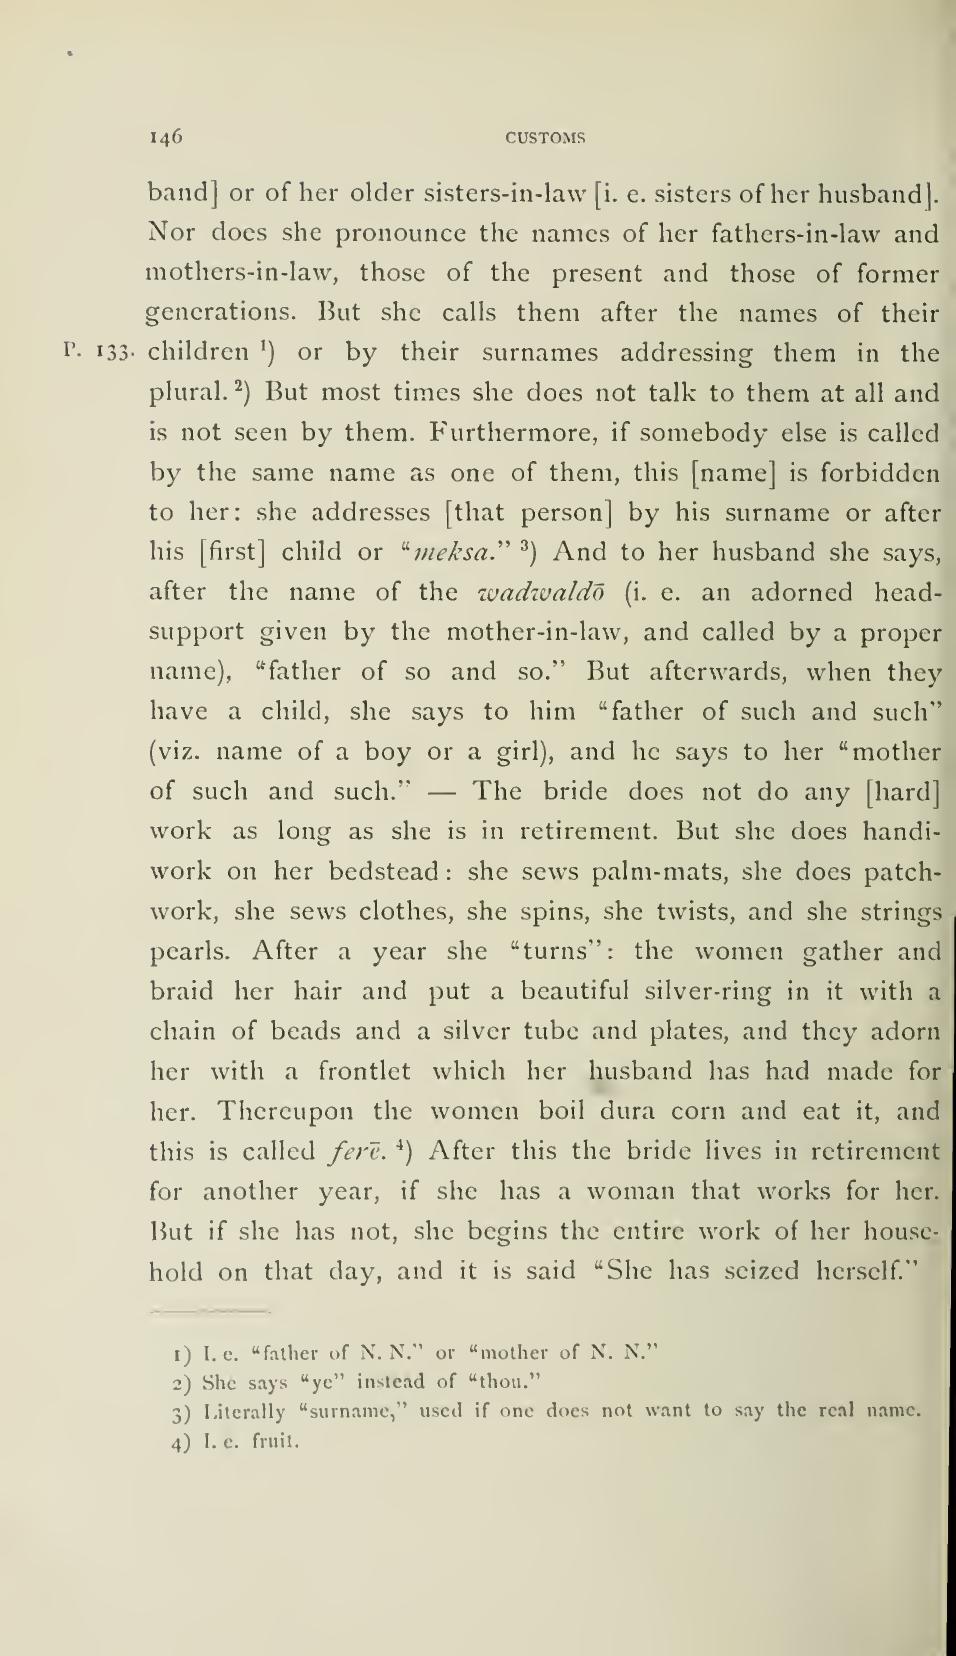 146 CUSTOMS
band] or of her older sisters-in-law [i. e. sisters of her husband].
Nor does she pronounce the names of her fathers-in-law and
mothers-in-law, those of the present and those of former
generations. But she calls them after the names of their
P. 133. children ¹) or by their surnames addressing them in the
plural. ²) But most times she does not talk to them at all and
is not seen by them. Furthermore, if somebody else is called
by the same name as one of them, this [name] is forbidden
to her: she addresses [that person] by his surname or after
his [first] child or “meksa.” ³) And to her husband she says,
after the name of the wadwaldō (i. e. an adorned head-
support given by the mother-in-law, and called by a proper
name), “father of so and so.” But afterwards, when they
have a child, she says to him “father of such and such”
(viz. name of a boy or a girl), and he says to her “mother
of such and such.” — The bride does not do any [hard]
work as long as she is in retirement. But she does handi-
work on her bedstead: she sews palm-mats, she does patch-
work, she sews clothes, she spins, she twists, and she strings
pearls. After a year she “turns”: the women gather and
braid her hair and put a beautiful silver-ring in it with a
chain of beads and a silver tube and plates, and they adorn
her with a frontlet which her husband has had made for
her. Thereupon the women boil dura corn and eat it, and
this is called ferē. ⁴) After this the bride lives in retirement
for another year, if she has a woman that works for her.
But if she has not, she begins the entire work of her house-
hold on that day, and it is said “She has seized herself.”
1) I. e. “father of N. N.” or “mother of N. N.”
2) She says “ye” instead of “thou.”
3) Literally “surname,” used if one does not want to say the real name.
4) I. e. fruit.